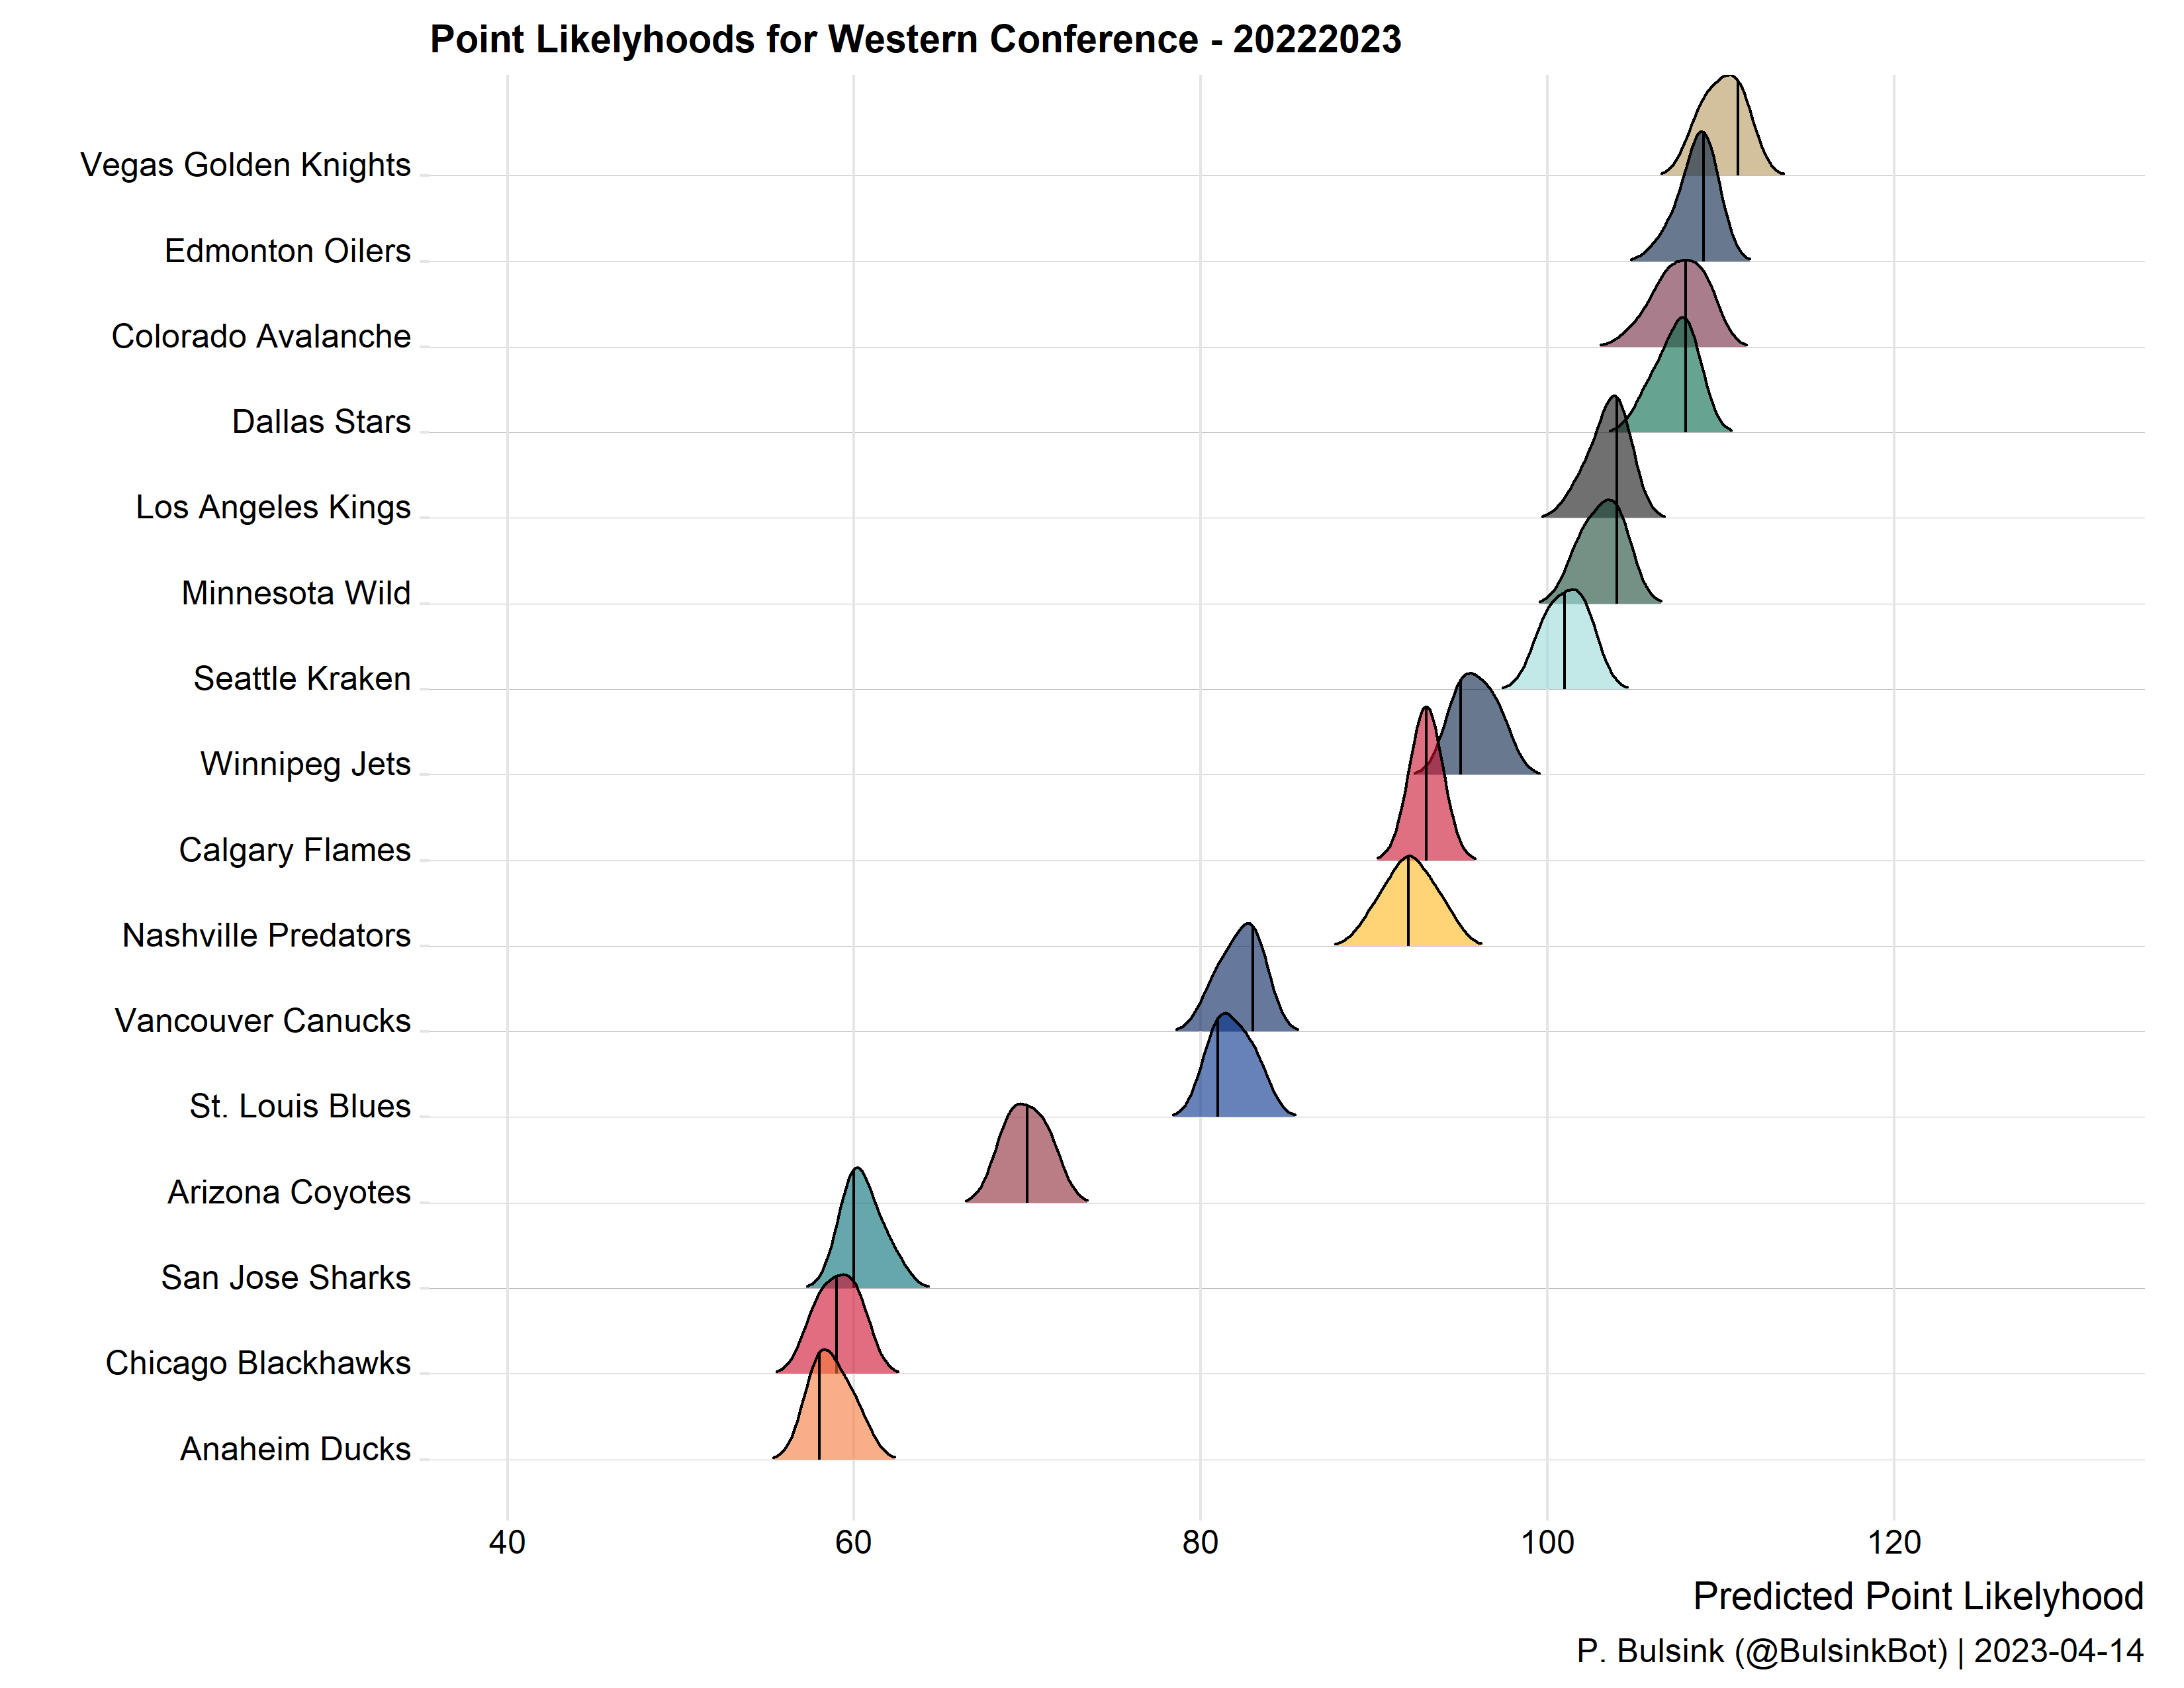 Point Likelyhoods for Western Conference - 20222023
Vegas Golden Knights
Edmonton Oilers
Colorado Avalanche
Dallas Stars
Los Angeles Kings
Minnesota Wild
Seattle Kraken
Winnipeg Jets
Calgary Flames
Nashville Predators
Vancouver Canucks
St. Louis Blues
Arizona Coyotes
San Jose Sharks
Chicago Blackhawks
Anaheim Ducks
40 60 80 100 120
Predicted Point Likelyhood
P. Bulsink (@BulsinkBot) | 2023-04-14